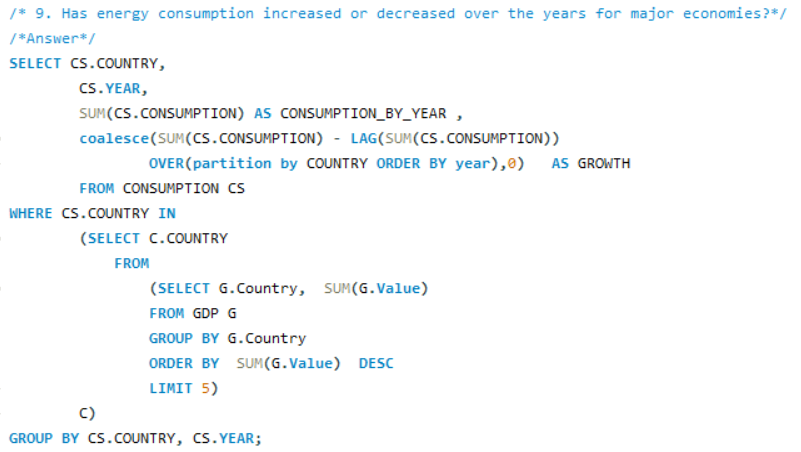 /* 9. Has energy consumption increased or decreased over the years for major economies?*/
/*Answer*/
SELECT CS.COUNTRY,
CS.YEAR,
SUM(CS.CONSUMPTION) AS CONSUMPTION_BY_YEAR ,
coalesce(SUM(CS.CONSUMPTION) - LAG(SUM(CS.CONSUMPTION))
OVER(partition by COUNTRY ORDER BY year),0) AS GROWTH
FROM CONSUMPTION CS
WHERE CS.COUNTRY IN
(SELECT C.COUNTRY
FROM
(SELECT G.Country, SUM(G.Value)
FROM GDP G
GROUP BY G.Country
ORDER BY SUM(G.Value) DESC
LIMIT 5)
C)
GROUP BY CS.COUNTRY, CS.YEAR;